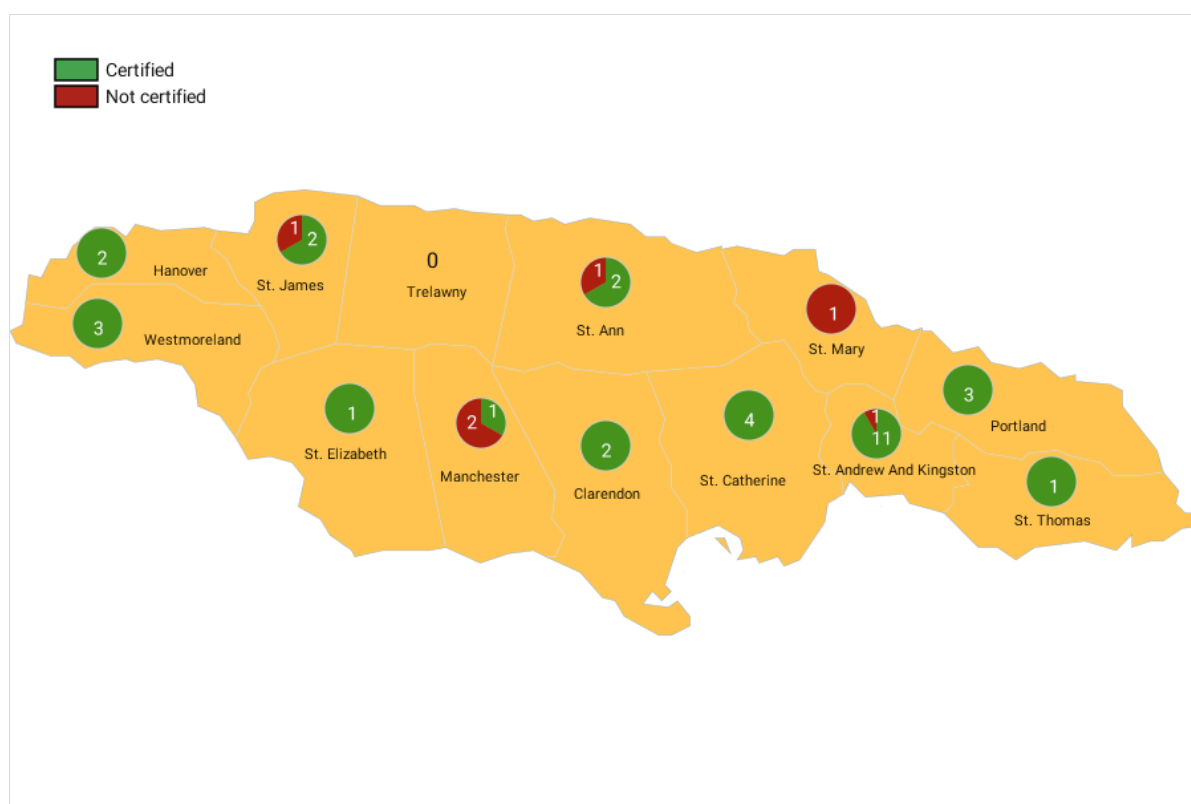 Certified
Not certified
1
2
St. James
2
Hanover
3
Westmoreland
0
Trelawny
1
2
St. Ann
1
St. Mary
3
Portland
1
St. Elizabeth
2
1
Manchester
2
Clarendon
4
St. Catherine
1
11
St. Andrew And Kingston
1
St. Thomas